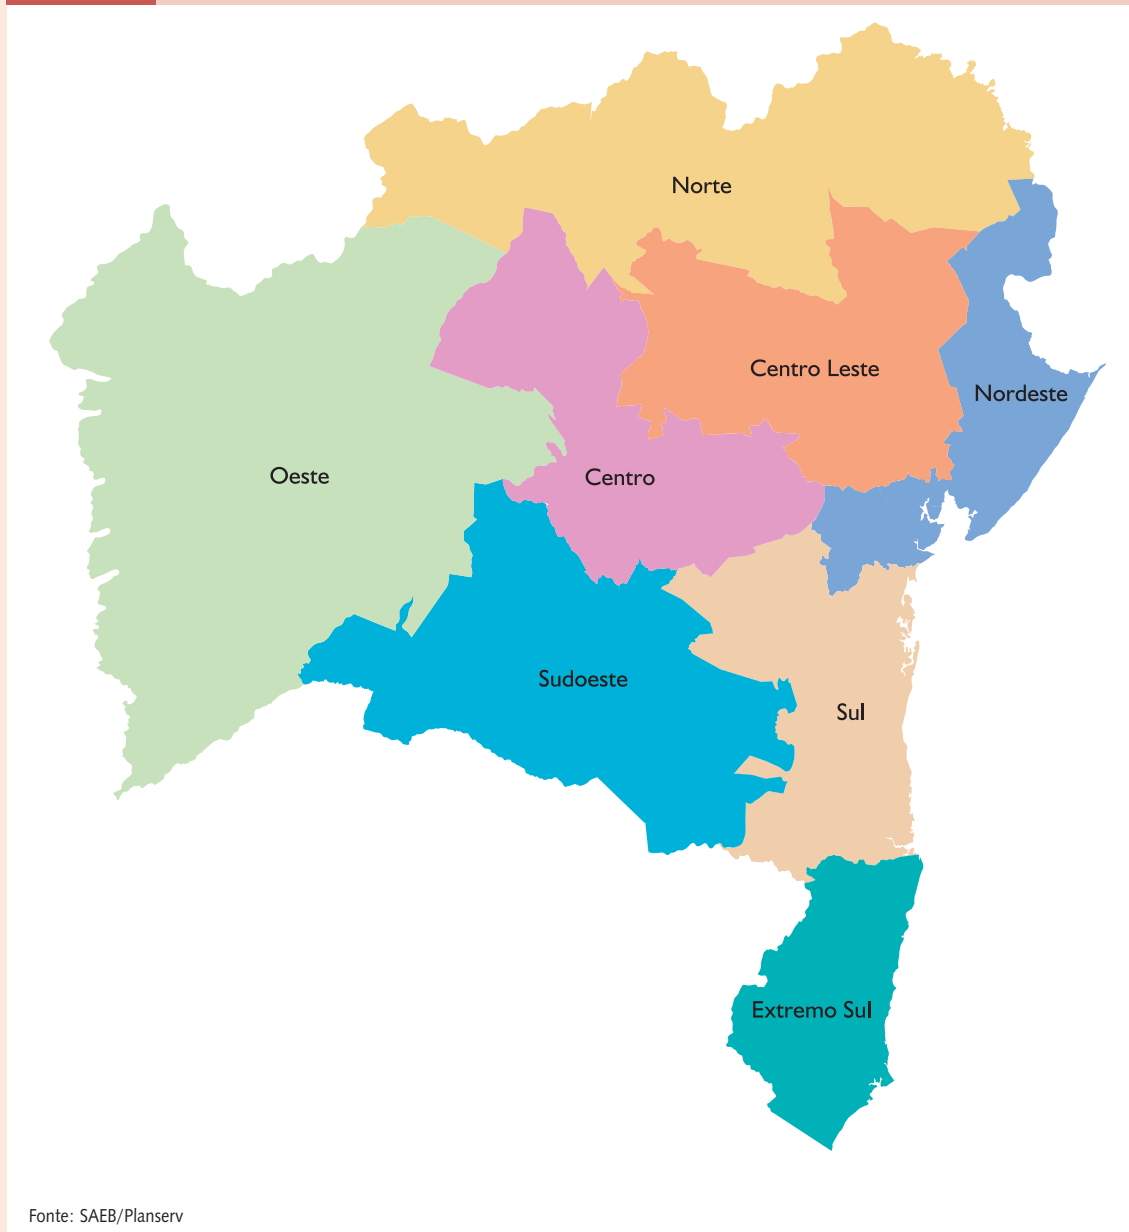 Norte
Centro Leste
Nordeste
Oeste
Centro
Sudoeste
Sul
Extremo Sul
Fonte: SAEB/Planserv